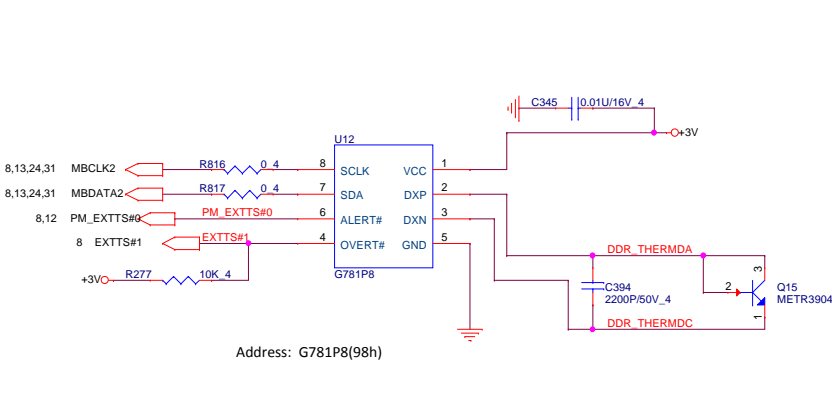 C345 0.01U/16V_4
+3V
U12
8,13,24,31 MBCLK2 R816 0_4 8 SCLK VCC 1
8,13,24,31 MBDATA2 R817 0_4 7 SDA DXP 2
8,12 PM_EXTTS#0 PM_EXTTS#0 6 ALERT# DXN 3
8 EXTTS#1 EXTTS#1 4 OVERT# GND 5
DDR_THERMDA
+3V R277 10K_4
G781P8
3
C394
2200P/50V_4
2 Q15
METR3904
1
DDR_THERMDC
Address: G781P8(98h)